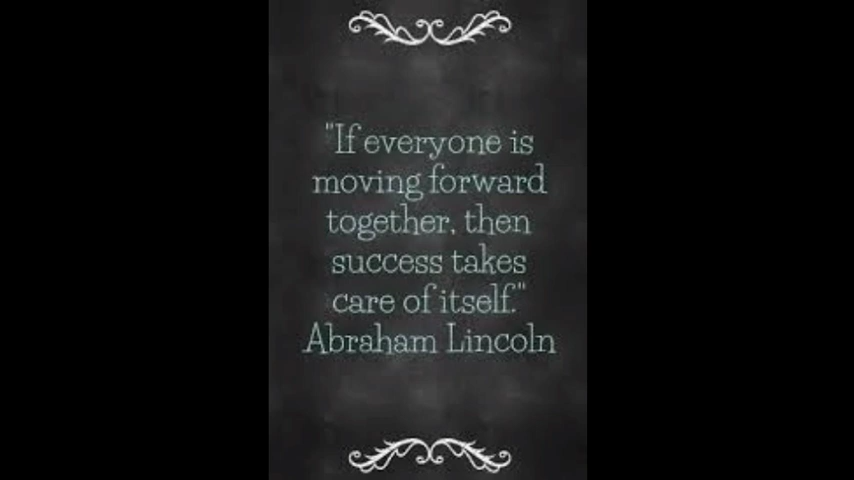 "If everyone is
moving forward
together, then
success takes
care of itself."
Abraham Lincoln